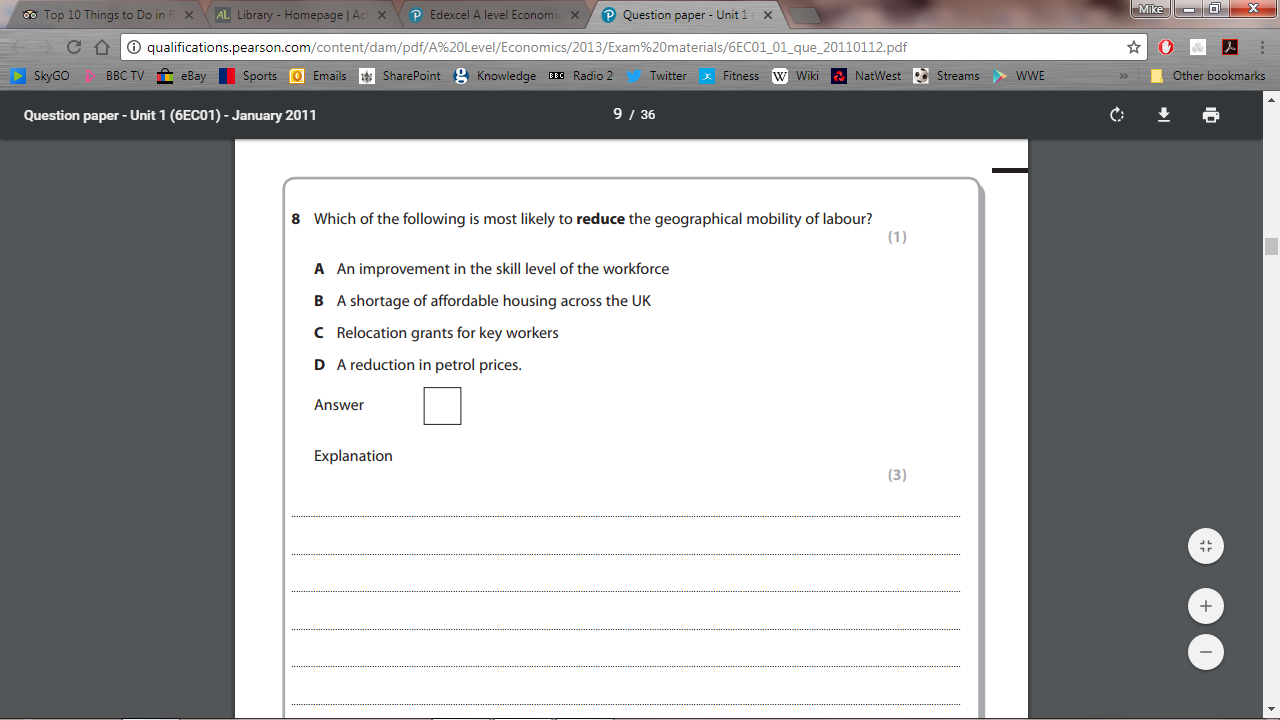 Top 10 Things to Do in R
Library - Homepage | Ac
Edexcel A level Economic
Question paper - Unit 1 (
Mike
qualifications.pearson.com/content/dam/pdf/A%20Level/Economics/2013/Exam%20materials/6EC01_01_que_20110112.pdf
SkyGO BBC TV eBay Sports Emails SharePoint Knowledge BBC Radio 2 Twitter Fitness W Wiki NatWest Streams WWE » Other bookmarks
Question paper - Unit 1 (6EC01) - January 2011 9 / 36
8 Which of the following is most likely to reduce the geographical mobility of labour?
(1)
A An improvement in the skill level of the workforce
B A shortage of affordable housing across the UK
C Relocation grants for key workers
D A reduction in petrol prices.
Answer
Explanation
(3)